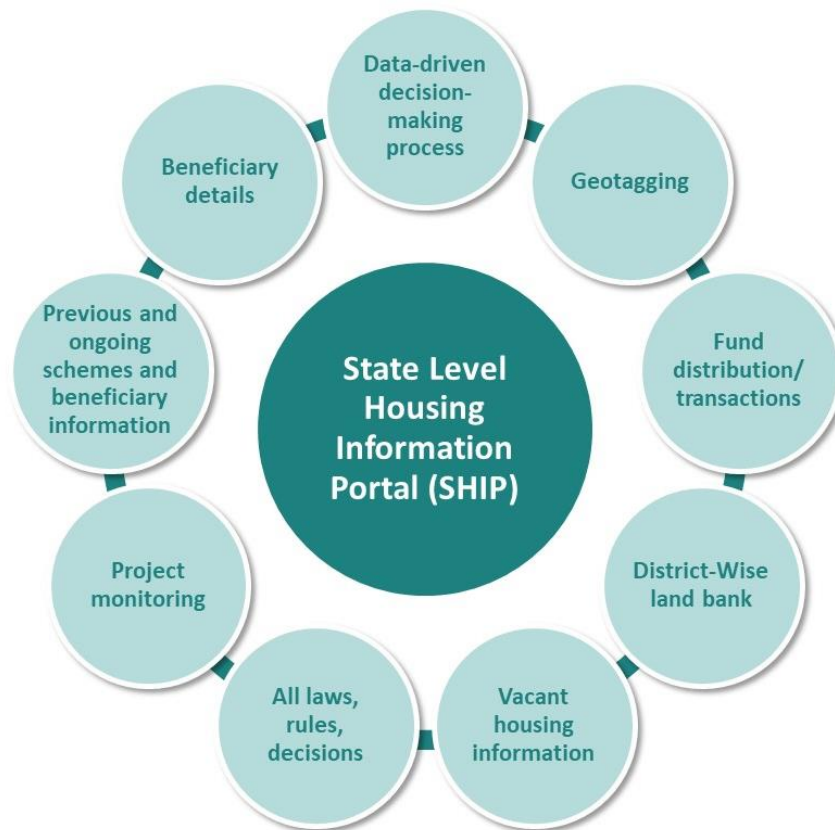 Data-driven
decision-
making
process
Geotagging
Fund
distribution/
transactions
District-Wise
land bank
Vacant
housing
information
All laws,
rules,
decisions
Project
monitoring
Previous and
ongoing
schemes and
beneficiary
information
Beneficiary
details
State Level
Housing
Information
Portal (SHIP)